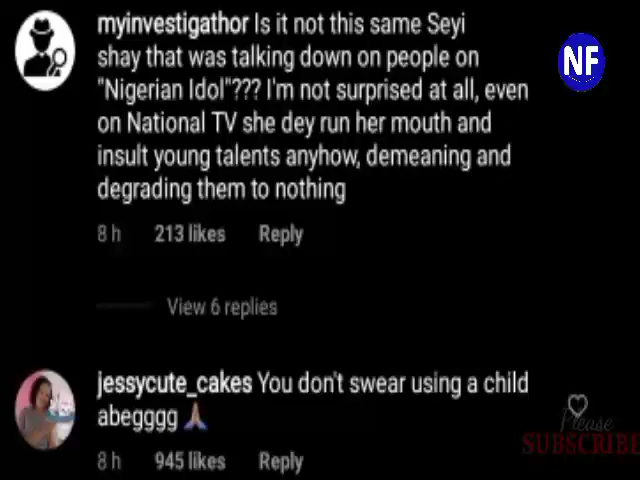 myinvestigathor Is it not this same Seyi
shay that was talking down on people on
"Nigerian Idol"??? I'm not surprised at all, even
on National TV she dey run her mouth and
insult young talents anyhow, demeaning and
degrading them to nothing
8 h 213 likes Reply
View 6 replies
jessycute_cakes You don't swear using a child
abegggg 🙏🏽
8 h 945 likes Reply
NF
Please
SUBSCRIBE